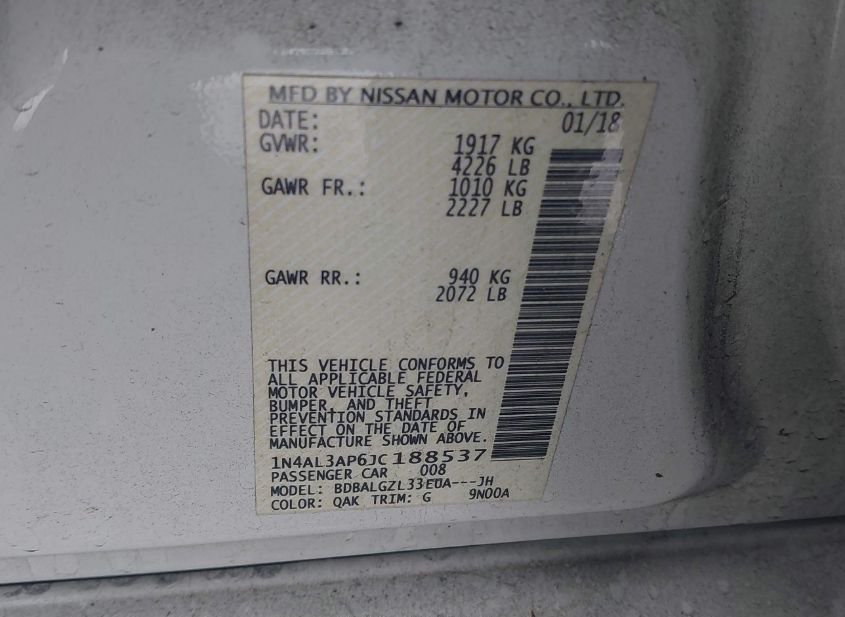 MFD BY NISSAN MOTOR CO., LTD.
DATE: 01/18
GVWR: 1917 KG
4226 LB
GAWR FR.: 1010 KG
2227 LB
GAWR RR.: 940 KG
2072 LB
THIS VEHICLE CONFORMS TO
ALL APPLICABLE FEDERAL
MOTOR VEHICLE SAFETY,
BUMPER, AND THEFT
PREVENTION STANDARDS IN
EFFECT ON THE DATE OF
MANUFACTURE SHOWN ABOVE.
1N4AL3AP6JC188537
PASSENGER CAR 008
MODEL: BDBALGZL33EUA---JH
COLOR: QAK TRIM: G 9N00A